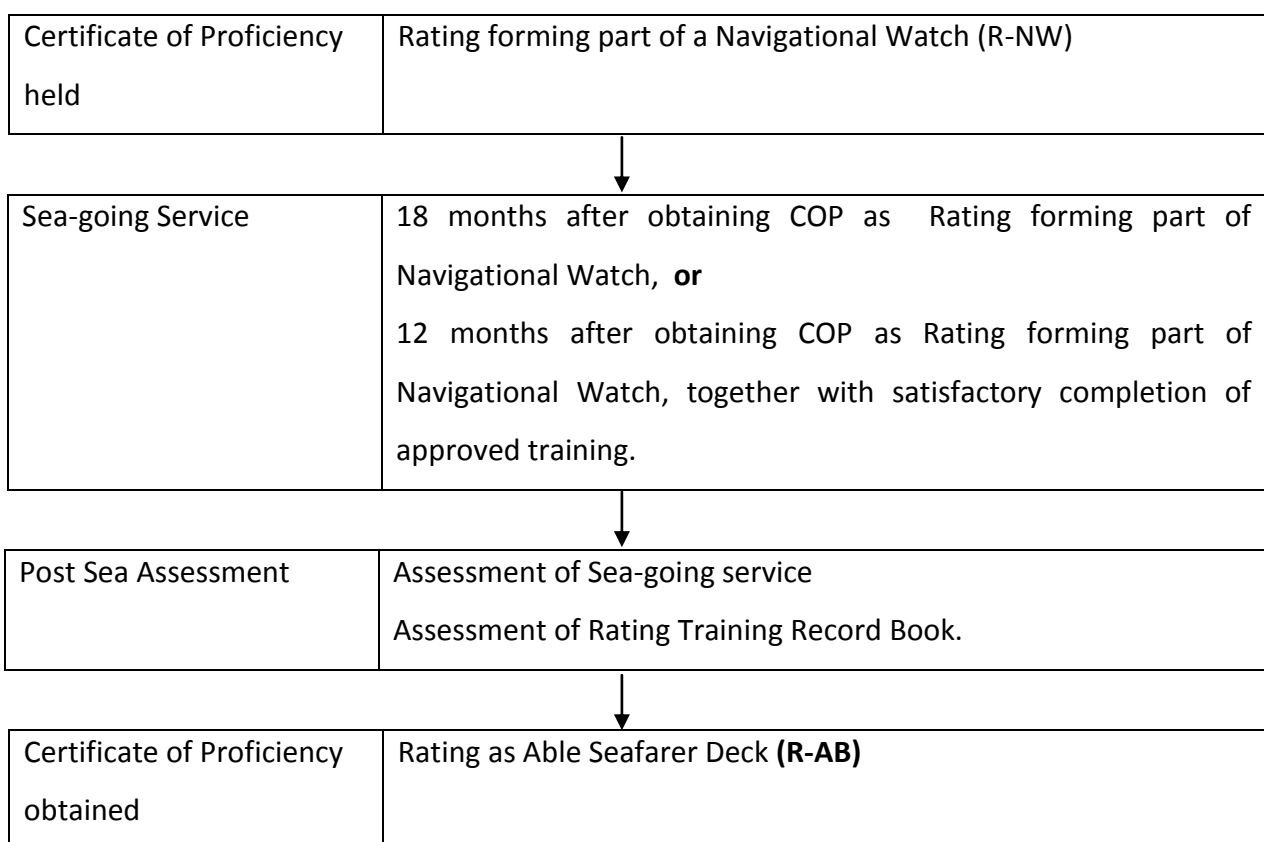 Certificate of Proficiency
held
Rating forming part of a Navigational Watch (R-NW)
Sea-going Service
18 months after obtaining COP as Rating forming part of
Navigational Watch, or
12 months after obtaining COP as Rating forming part of
Navigational Watch, together with satisfactory completion of
approved training.
Post Sea Assessment
Assessment of Sea-going service
Assessment of Rating Training Record Book.
Certificate of Proficiency
obtained
Rating as Able Seafarer Deck (R-AB)